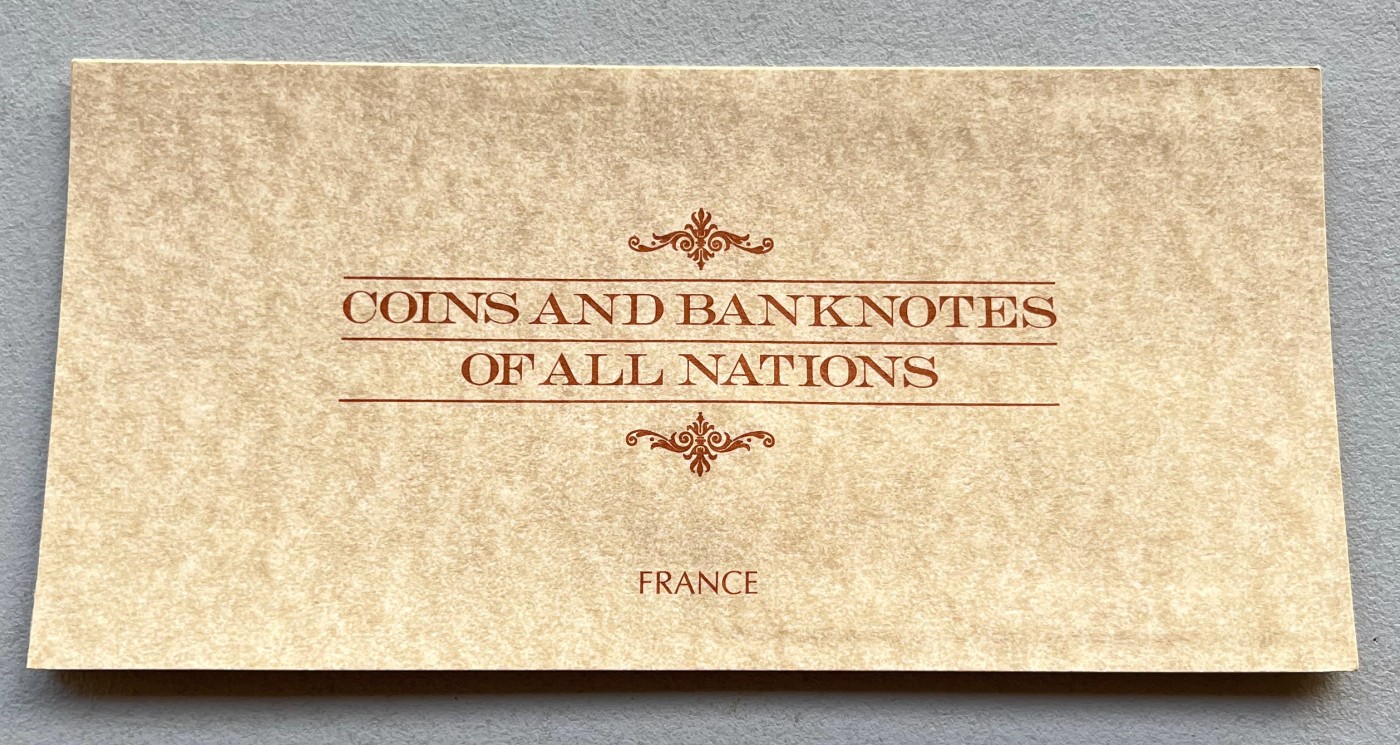 COINS AND BANKNOTES
OF ALL NATIONS
FRANCE